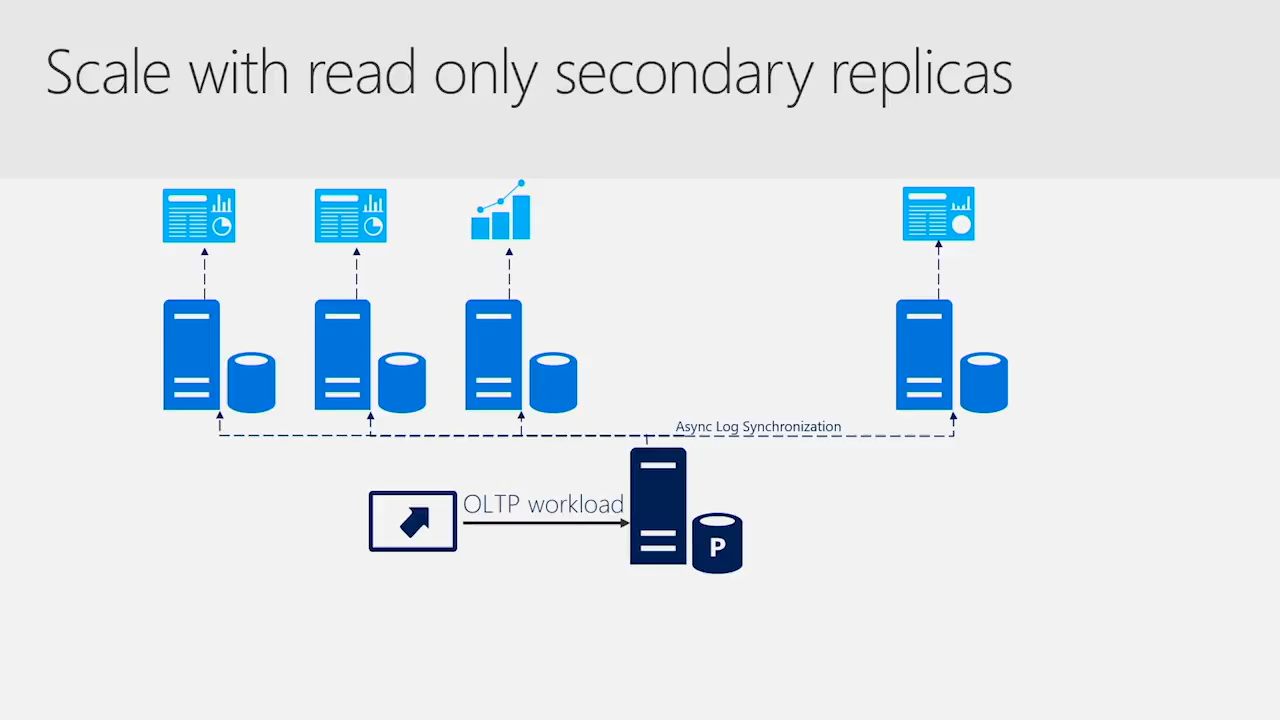 Scale with read only secondary replicas
Async Log Synchronization
OLTP workload
P